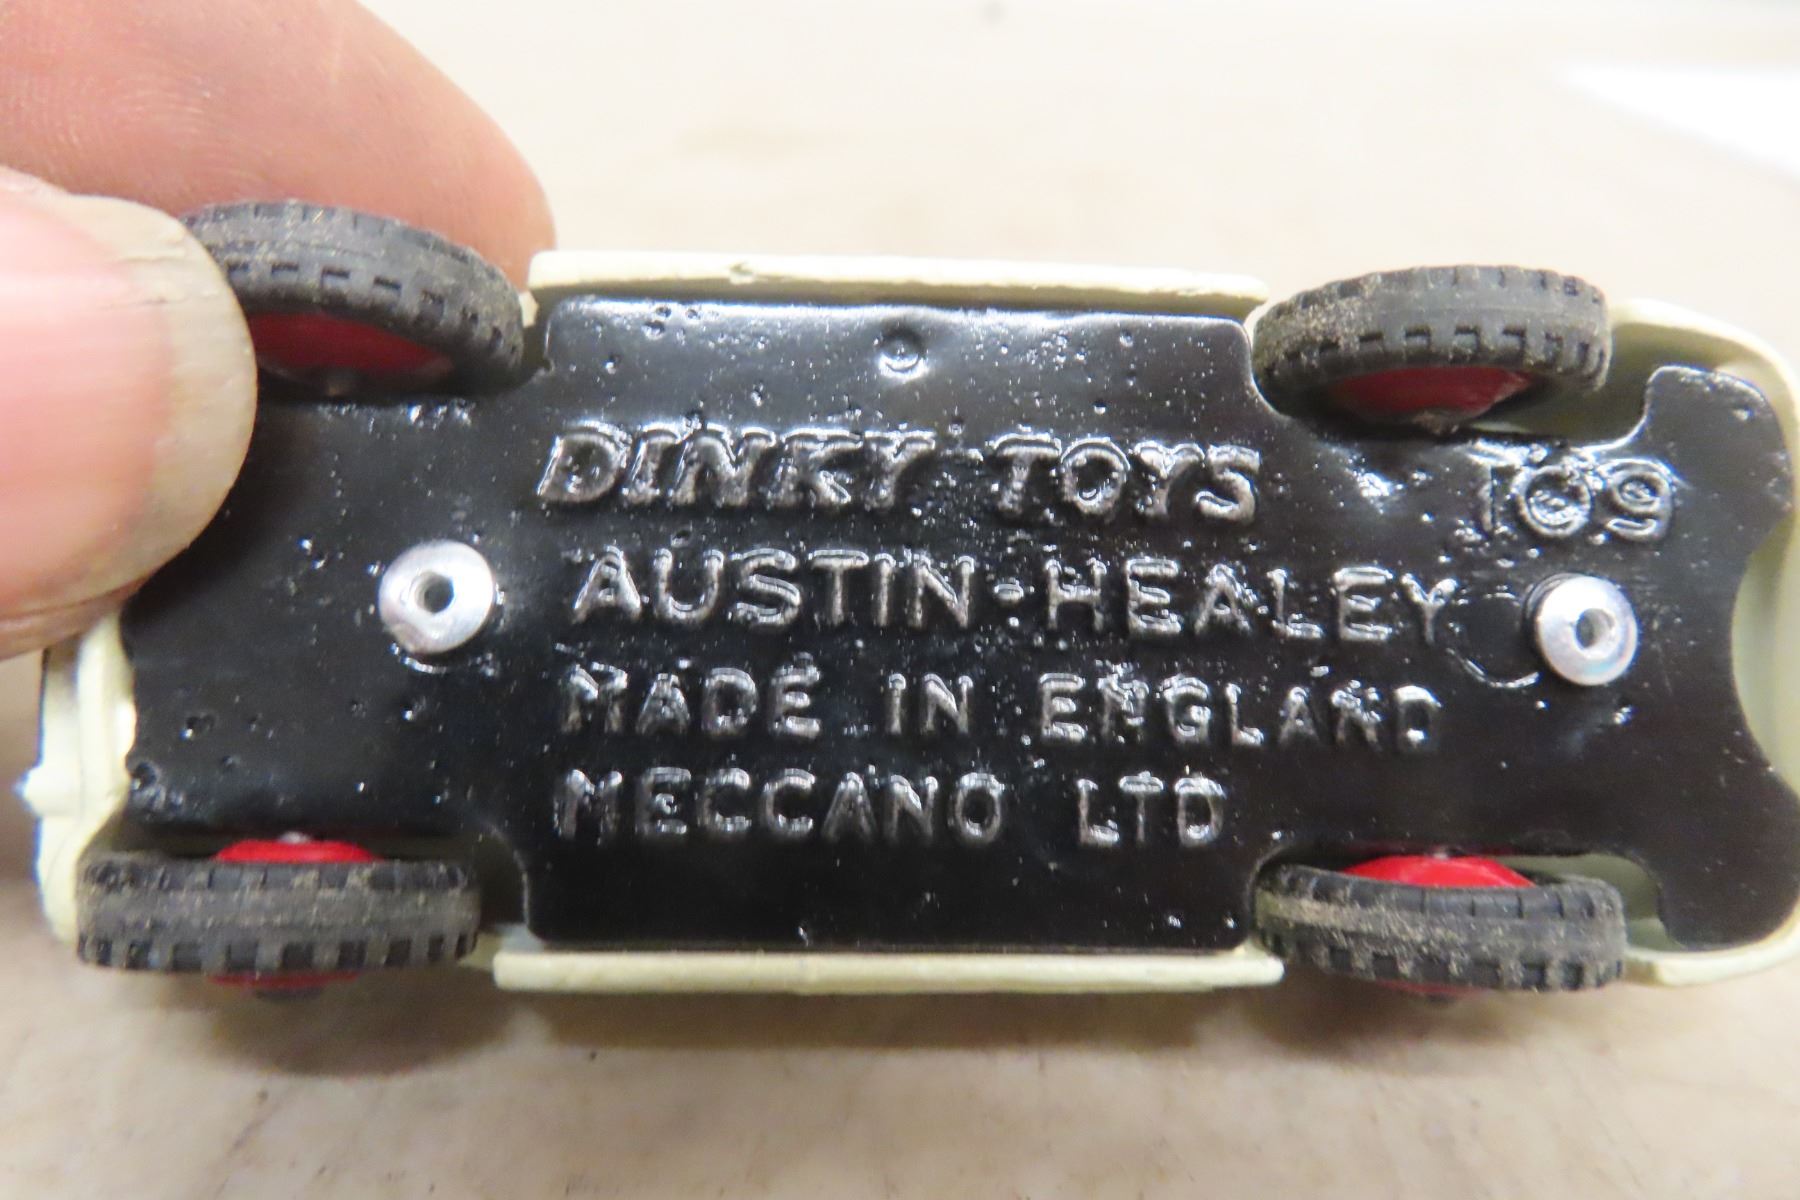 DINKY TOYS 109
AUSTIN-HEALEY
MADE IN ENGLAND
MECCANO LTD